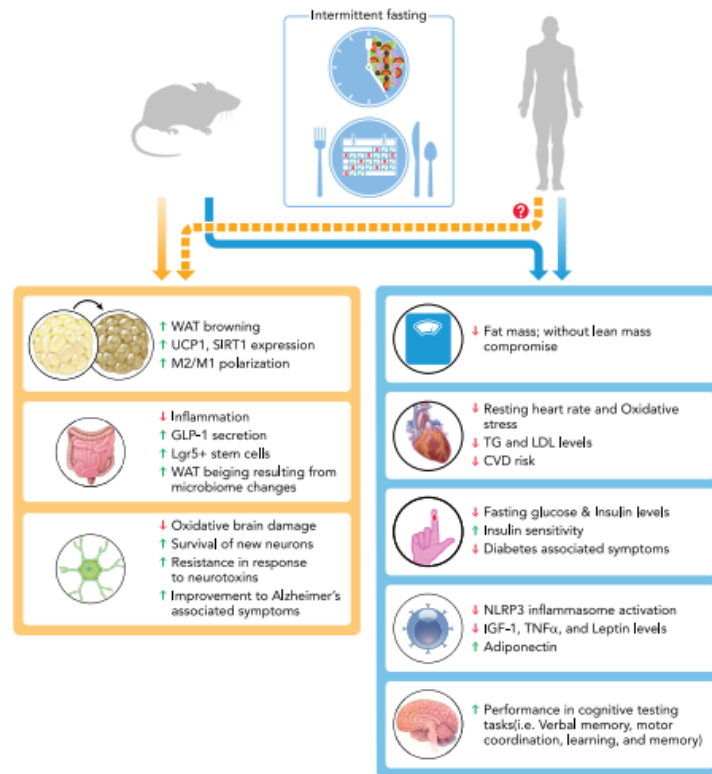 Intermittent fasting
?
↑ WAT browning
↑ UCP1, SIRT1 expression
↑ M2/M1 polarization
↓ Inflammation
↑ GLP-1 secretion
↑ Lgr5+ stem cells
↑ WAT beiging resulting from
microbiome changes
↓ Oxidative brain damage
↑ Survival of new neurons
↑ Resistance in response
to neurotoxins
↑ Improvement to Alzheimer's
associated symptoms
↓ Fat mass; without lean mass
compromise
↓ Resting heart rate and Oxidative
stress
↓ TG and LDL levels
↓ CVD risk
↓ Fasting glucose & Insulin levels
↑ Insulin sensitivity
↓ Diabetes associated symptoms
↓ NLRP3 inflammasome activation
↓ IGF-1, TNFα, and Leptin levels
↑ Adiponectin
↑ Performance in cognitive testing
tasks(i.e. Verbal memory, motor
coordination, learning, and memory)